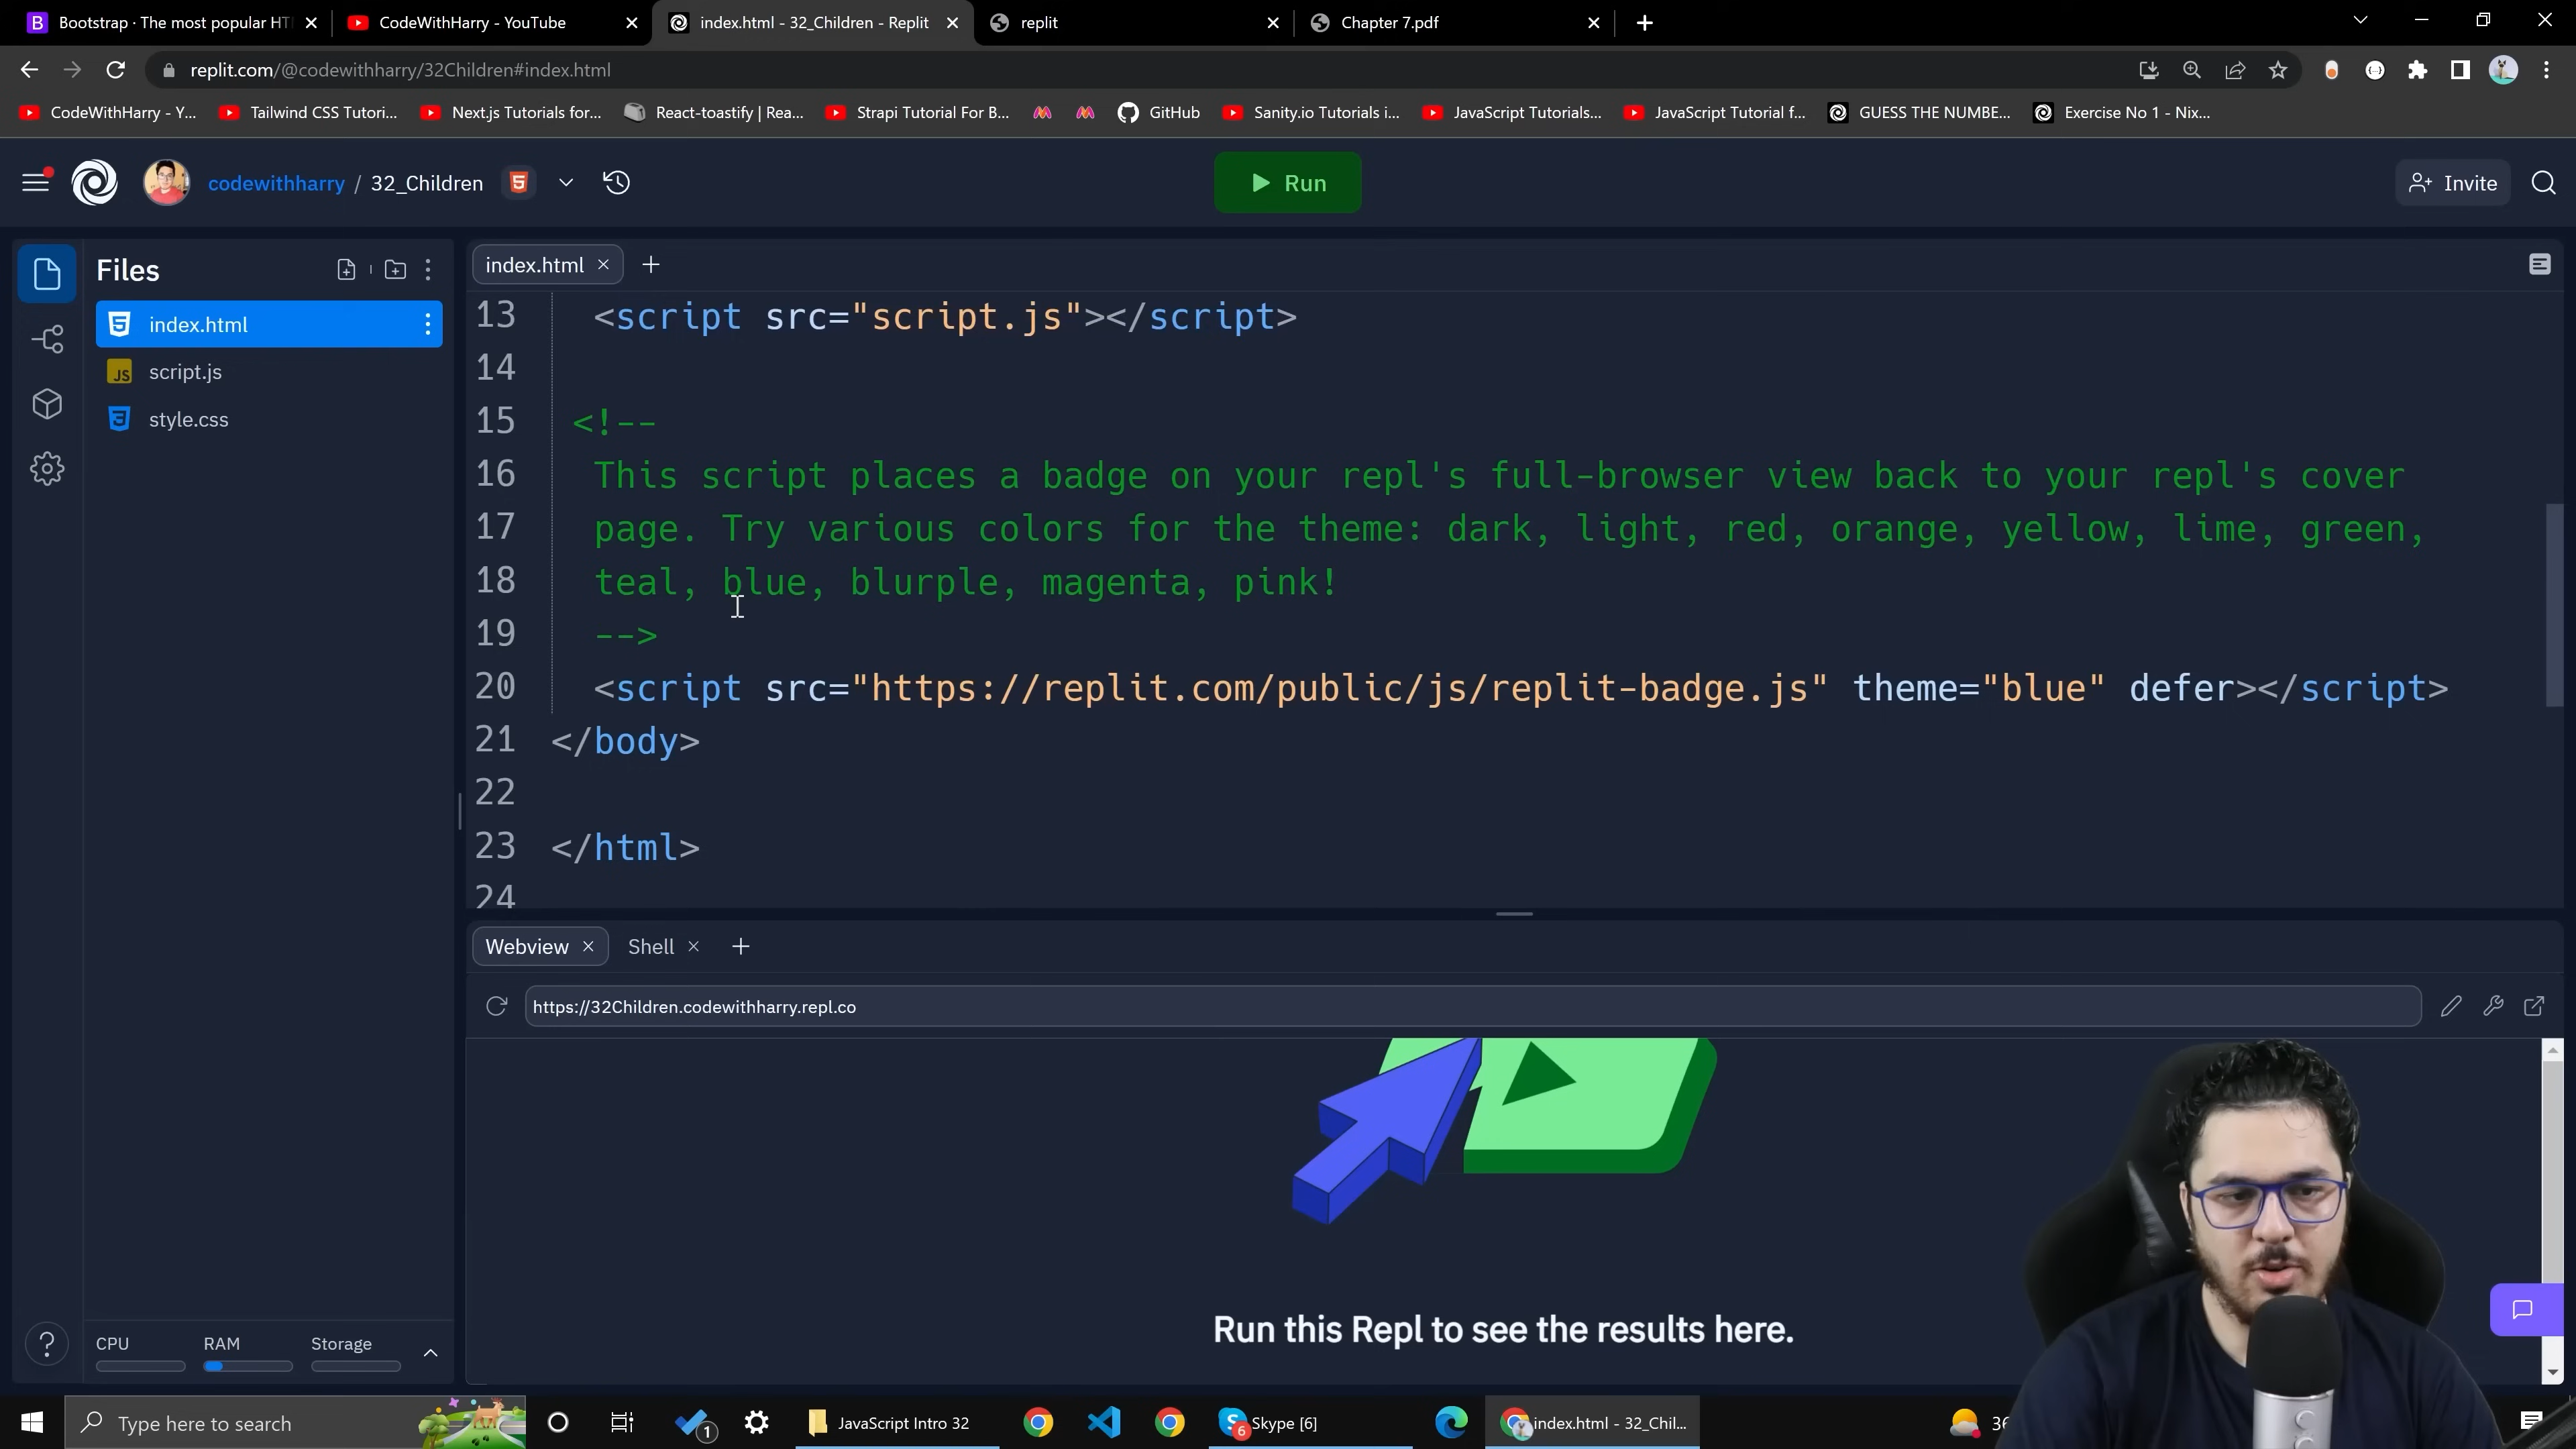 Bootstrap · The most popular HT
CodeWithHarry - YouTube
index.html - 32_Children - Replit
replit
Chapter 7.pdf
replit.com/@codewithharry/32Children#index.html
CodeWithHarry - Y...
Tailwind CSS Tutori...
Next.js Tutorials for...
React-toastify | Rea...
Strapi Tutorial For B...
GitHub
Sanity.io Tutorials i...
JavaScript Tutorials...
JavaScript Tutorial f...
GUESS THE NUMBE...
Exercise No 1 - Nix...
codewithharry / 32_Children
Run
Invite
Files
index.html
script.js
style.css
index.html
13 <script src="script.js"></script>
14
15 <!--
16 This script places a badge on your repl's full-browser view back to your repl's cover
17 page. Try various colors for the theme: dark, light, red, orange, yellow, lime, green,
18 teal, blue, blurple, magenta, pink!
19 -->
20 <script src="https://replit.com/public/js/replit-badge.js" theme="blue" defer></script>
21 </body>
22
23 </html>
24
Webview
Shell
https://32Children.codewithharry.repl.co
Run this Repl to see the results here.
CPU
RAM
Storage
Type here to search
1
JavaScript Intro 32
6
Skype [6]
index.html - 32_Chil...